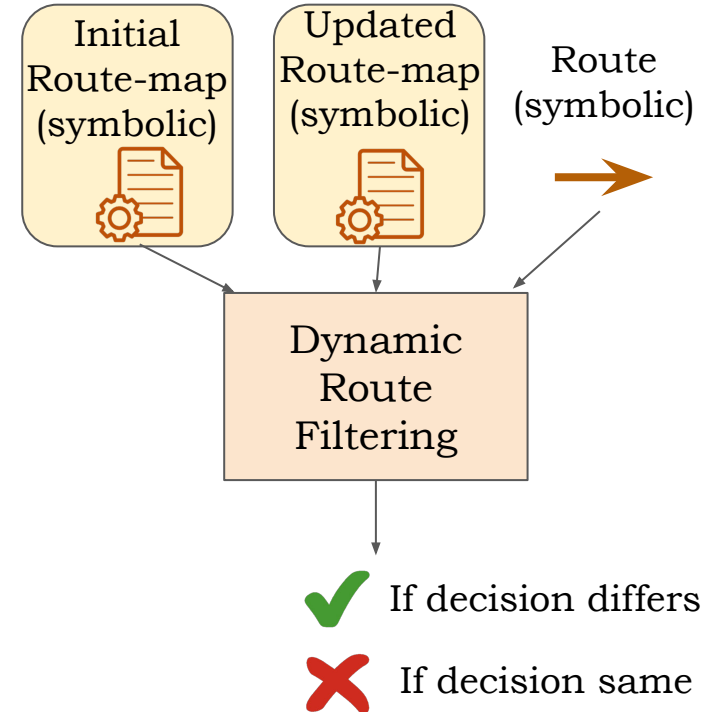 Initial
Route-map
(symbolic)
Updated
Route-map
(symbolic)
Route
(symbolic)
Dynamic
Route
Filtering
If decision differs
If decision same